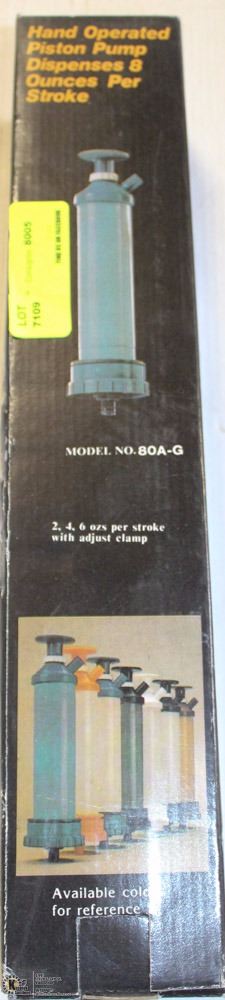 Hand Operated
Piston Pump
Dispenses 8
Ounces Per
Stroke
LOT
7109
6005
MODEL NO.80A-G
2, 4, 6 ozs per stroke
with adjust clamp
Available
for reference